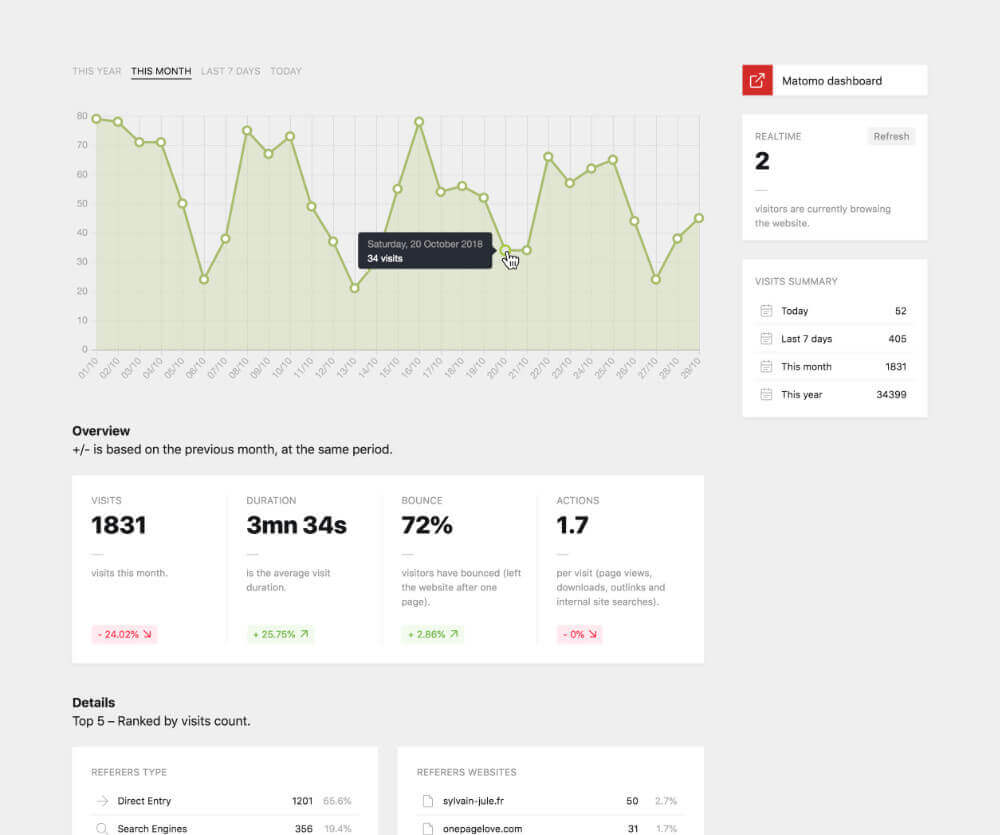 THIS YEAR THIS MONTH LAST 7 DAYS TODAY
80
70
60
50
40
30
20
10
0
Saturday, 20 October 2018
34 visits
01/10 02/10 03/10 04/10 05/10 06/10 07/10 08/10 09/10 10/10 11/10 12/10 13/10 14/10 15/10 16/10 17/10 18/10 19/10 20/10 21/10 22/10 23/10 24/10 25/10 26/10 27/10 28/10 29/10
Matomo dashboard
REALTIME Refresh
2
visitors are currently browsing
the website.
VISITS SUMMARY
Today 52
Last 7 days 405
This month 1831
This year 34399
Overview
+/- is based on the previous month, at the same period.
VISITS
1831
visits this month.
- 24.02%
DURATION
3mn 34s
is the average visit
duration.
+ 25.75%
BOUNCE
72%
visitors have bounced (left
the website after one
page).
+ 2.86%
ACTIONS
1.7
per visit (page views,
downloads, outlinks and
internal site searches).
- 0%
Details
Top 5 – Ranked by visits count.
REFERERS TYPE
Direct Entry 1201 65.6%
Search Engines 356 19.4%
REFERERS WEBSITES
sylvain-jule.fr 50 2.7%
onepagelove.com 31 1.7%